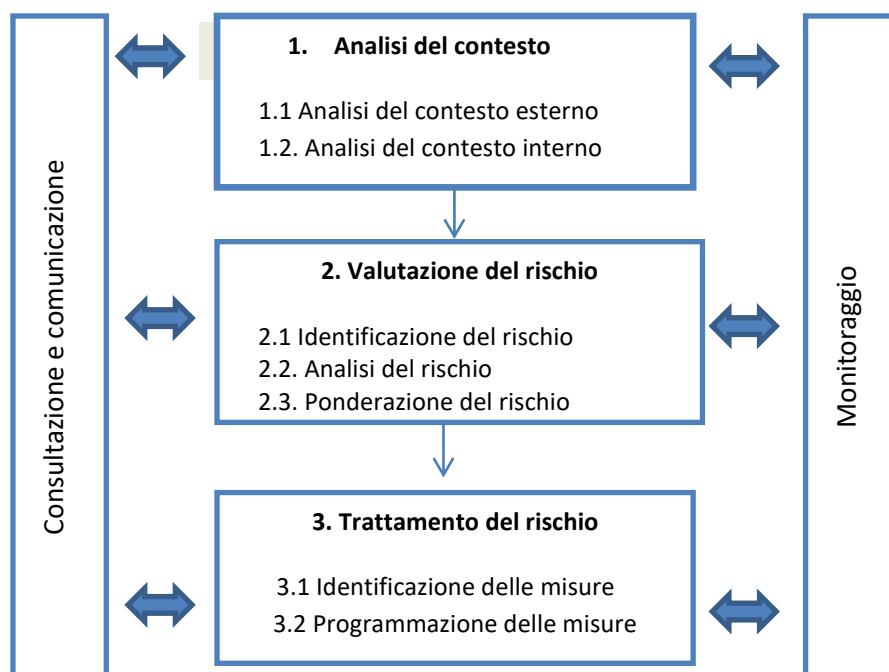 Consultazione e comunicazione
1. Analisi del contesto
1.1 Analisi del contesto esterno
1.2. Analisi del contesto interno
2. Valutazione del rischio
2.1 Identificazione del rischio
2.2. Analisi del rischio
2.3. Ponderazione del rischio
3. Trattamento del rischio
3.1 Identificazione delle misure
3.2 Programmazione delle misure
Monitoraggio